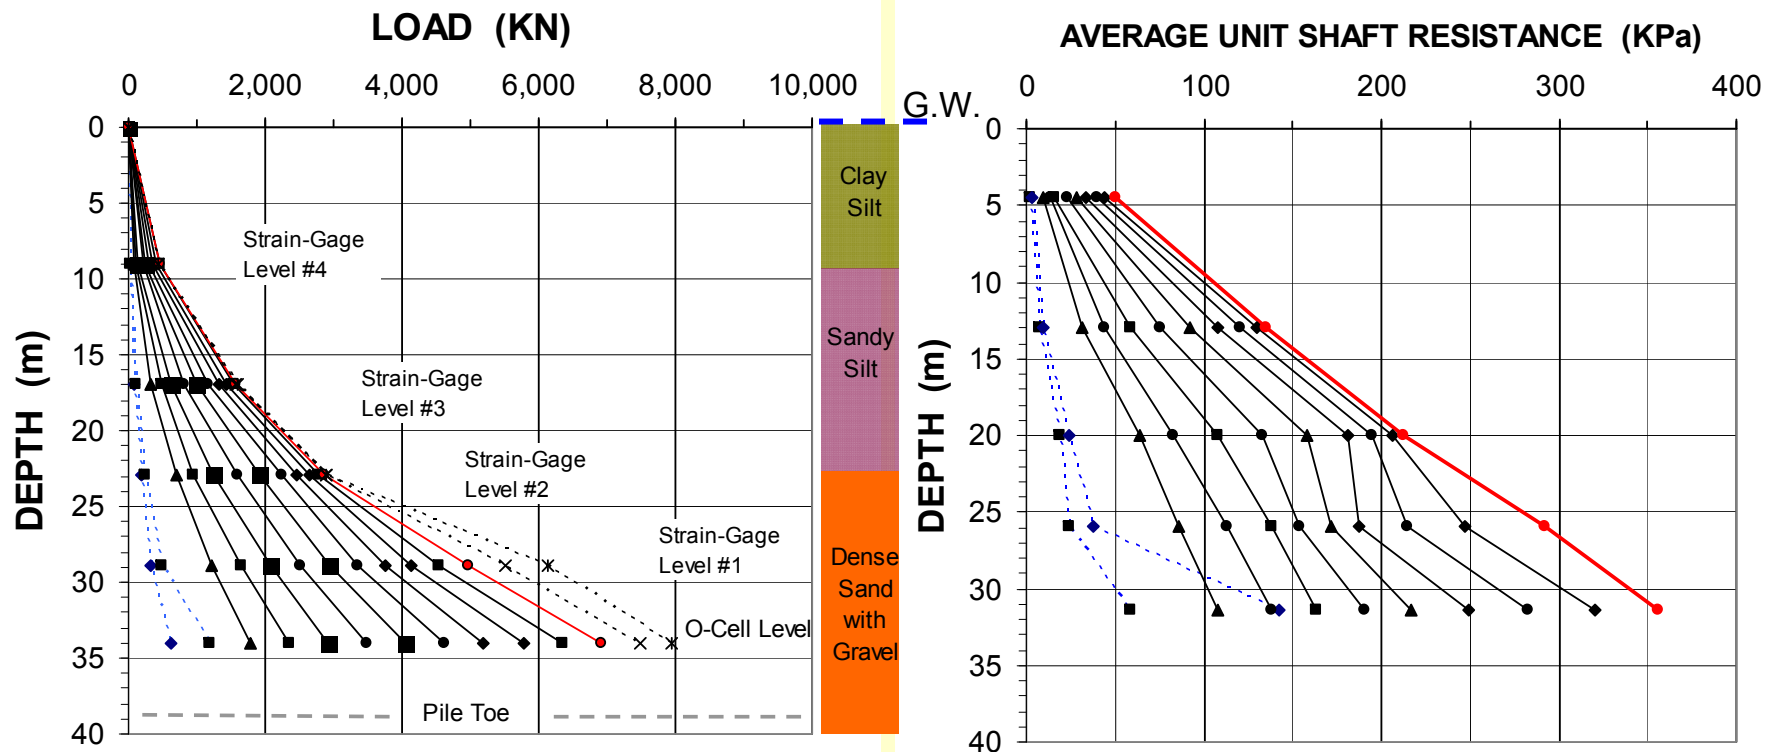 LOAD (KN)
0 2,000 4,000 6,000 8,000 10,000
DEPTH (m)
0
5
10
15
20
25
30
35
40
Strain-Gage
Level #4
Strain-Gage
Level #3
Strain-Gage
Level #2
Strain-Gage
Level #1
O-Cell Level
Pile Toe
G.W.
Clay
Silt
Sandy
Silt
Dense
Sand
with
Gravel
AVERAGE UNIT SHAFT RESISTANCE (KPa)
0 100 200 300 400
DEPTH (m)
0
5
10
15
20
25
30
35
40